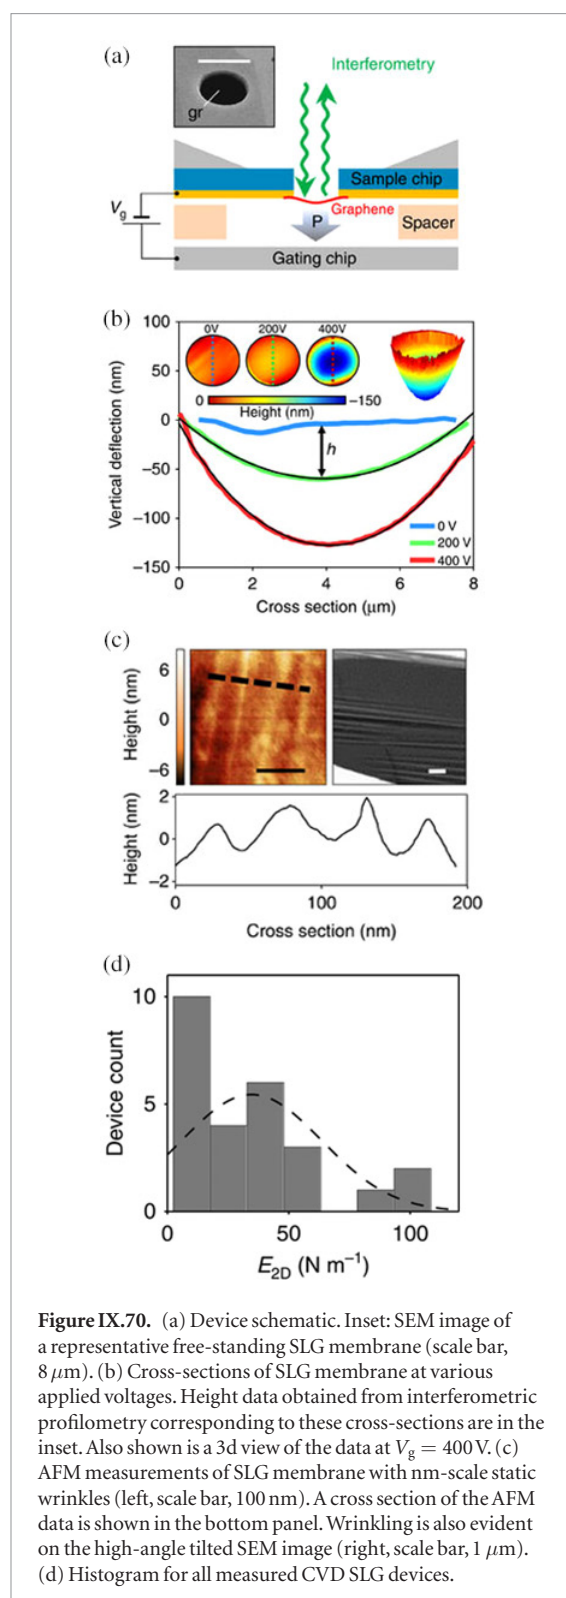 (a)
Interferometry
gr
Sample chip
Vg
Graphene
P
Spacer
Gating chip
(b)
100
50
0
−50
−100
−150
Vertical deflection (nm)
0V
200V
400V
0
−150
Height (nm)
h
0 V
200 V
400 V
0
2
4
6
8
Cross section (μm)
(c)
6
0
−6
Height (nm)
2
0
−2
Height (nm)
0
100
200
Cross section (nm)
(d)
10
5
0
Device count
0
50
100
E2D (N m−1)
Figure IX.70. (a) Device schematic. Inset: SEM image of
a representative free-standing SLG membrane (scale bar,
8 μm). (b) Cross-sections of SLG membrane at various
applied voltages. Height data obtained from interferometric
profilometry corresponding to these cross-sections are in the
inset. Also shown is a 3d view of the data at Vg = 400 V. (c)
AFM measurements of SLG membrane with nm-scale static
wrinkles (left, scale bar, 100 nm). A cross section of the AFM
data is shown in the bottom panel. Wrinkling is also evident
on the high-angle tilted SEM image (right, scale bar, 1 μm).
(d) Histogram for all measured CVD SLG devices.